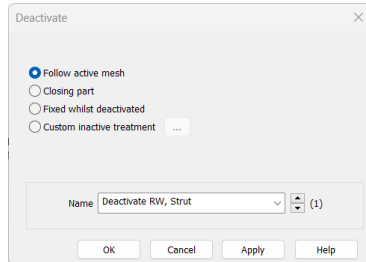 Deactivate
Follow active mesh
Closing part
Fixed whilst deactivated
Custom inactive treatment ...
Name Deactivate RW, Strut (1)
OK Cancel Apply Help